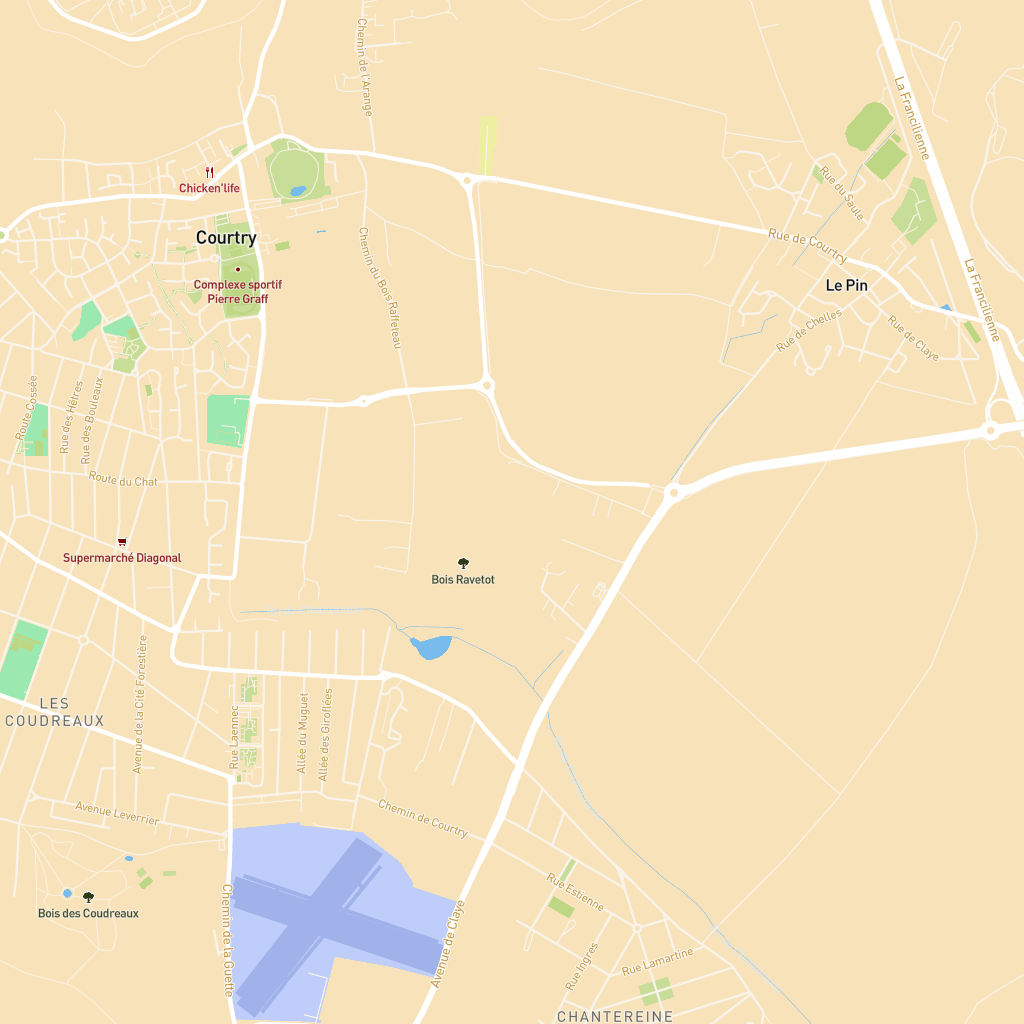 Chemin de l'Arange
La Francilienne
Chicken'life
Rue du Saule
Courtry
Rue de Courtry
Chemin du Bois Raffeteau
La Francilienne
Complexe sportif
Pierre Graff
Le Pin
Rue de Chelles
Rue de Claye
Route Cossée
Rue des Hêtres
Rue des Bouleaux
Route du Chat
Supermarché Diagonal
Bois Ravetot
Avenue de la Cité Forestière
LES
COUDREAUX
Rue Laennec
Allée du Muguet
Allée des Giroflées
Avenue Leverrier
Chemin de Courtry
Rue Estienne
Bois des Coudreaux
Chemin de la Guette
Avenue de Claye
Rue Ingres
Rue Lamartine
CHANTEREINE